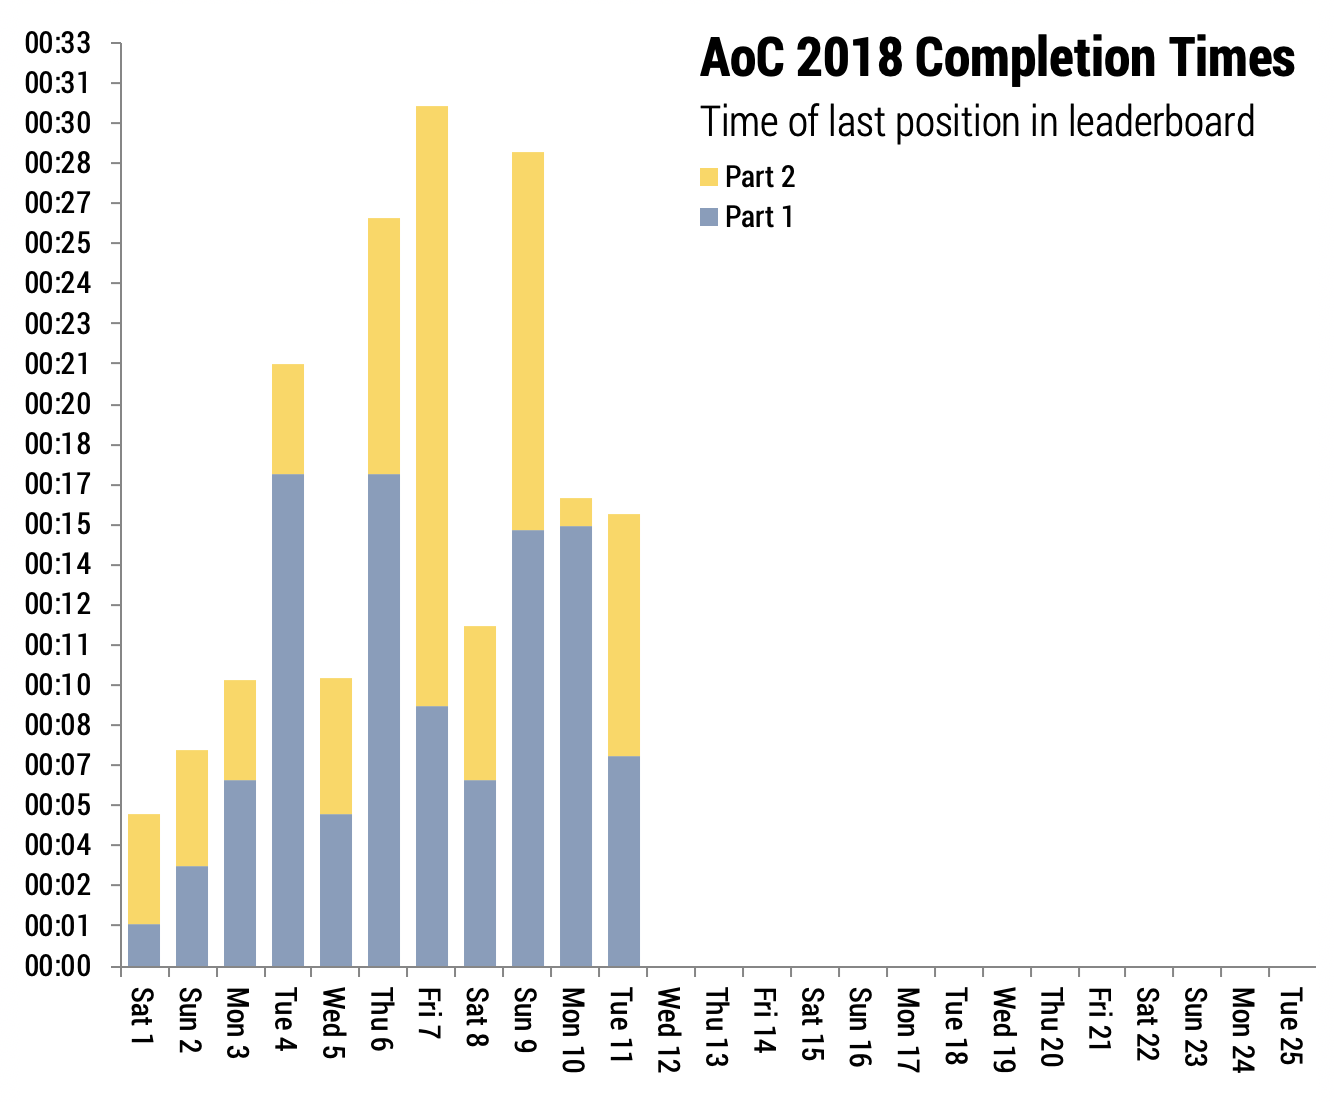 AoC 2018 Completion Times
Time of last position in leaderboard
Part 2
Part 1
00:33
00:31
00:30
00:28
00:27
00:25
00:24
00:23
00:21
00:20
00:18
00:17
00:15
00:14
00:12
00:11
00:10
00:08
00:07
00:05
00:04
00:02
00:01
00:00
Sat 1
Sun 2
Mon 3
Tue 4
Wed 5
Thu 6
Fri 7
Sat 8
Sun 9
Mon 10
Tue 11
Wed 12
Thu 13
Fri 14
Sat 15
Sun 16
Mon 17
Tue 18
Wed 19
Thu 20
Fri 21
Sat 22
Sun 23
Mon 24
Tue 25